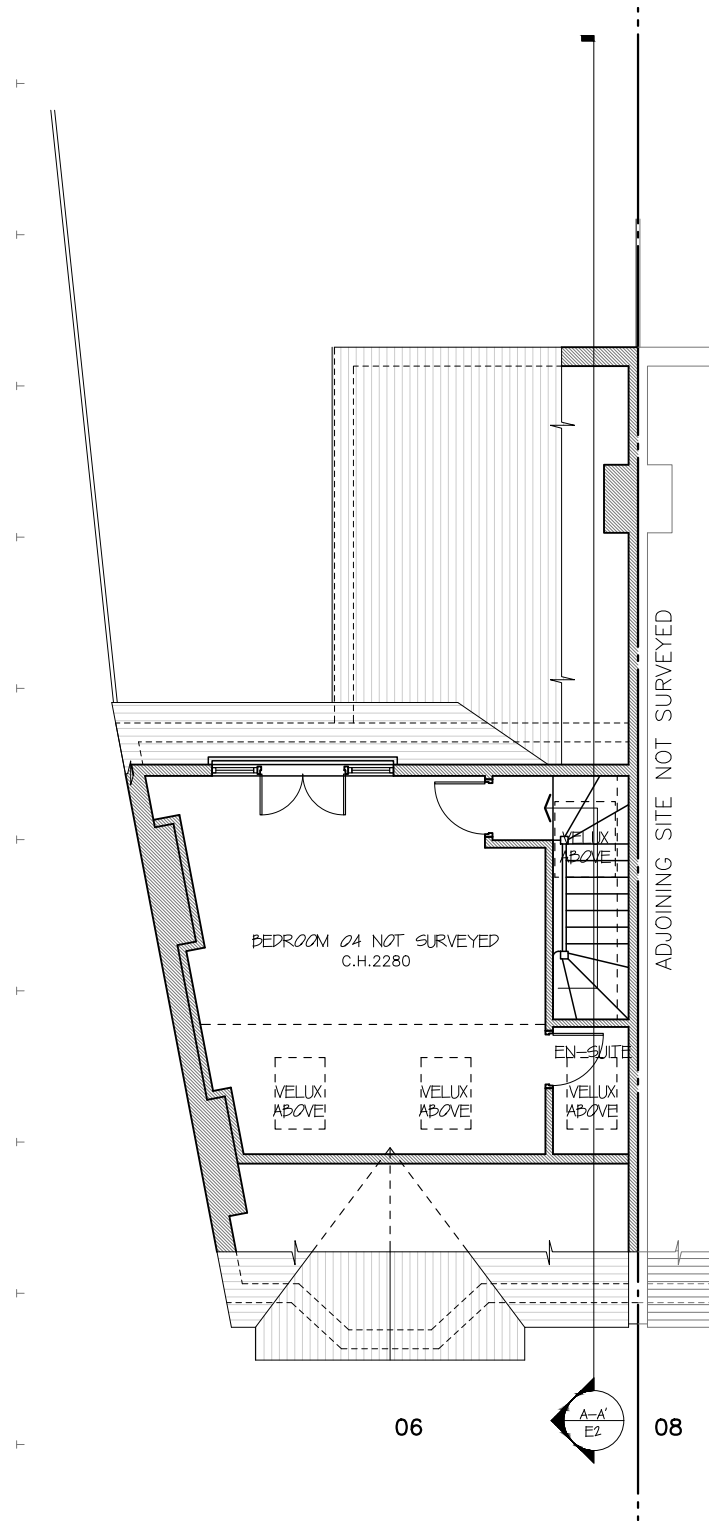 ADJOINING SITE NOT SURVEYED
VELUX
ABOVE
BEDROOM 04 NOT SURVEYED
C.H.2280
EN-SUITE
VELUX
ABOVE
VELUX
ABOVE
VELUX
ABOVE
06
A-A'
E2
08